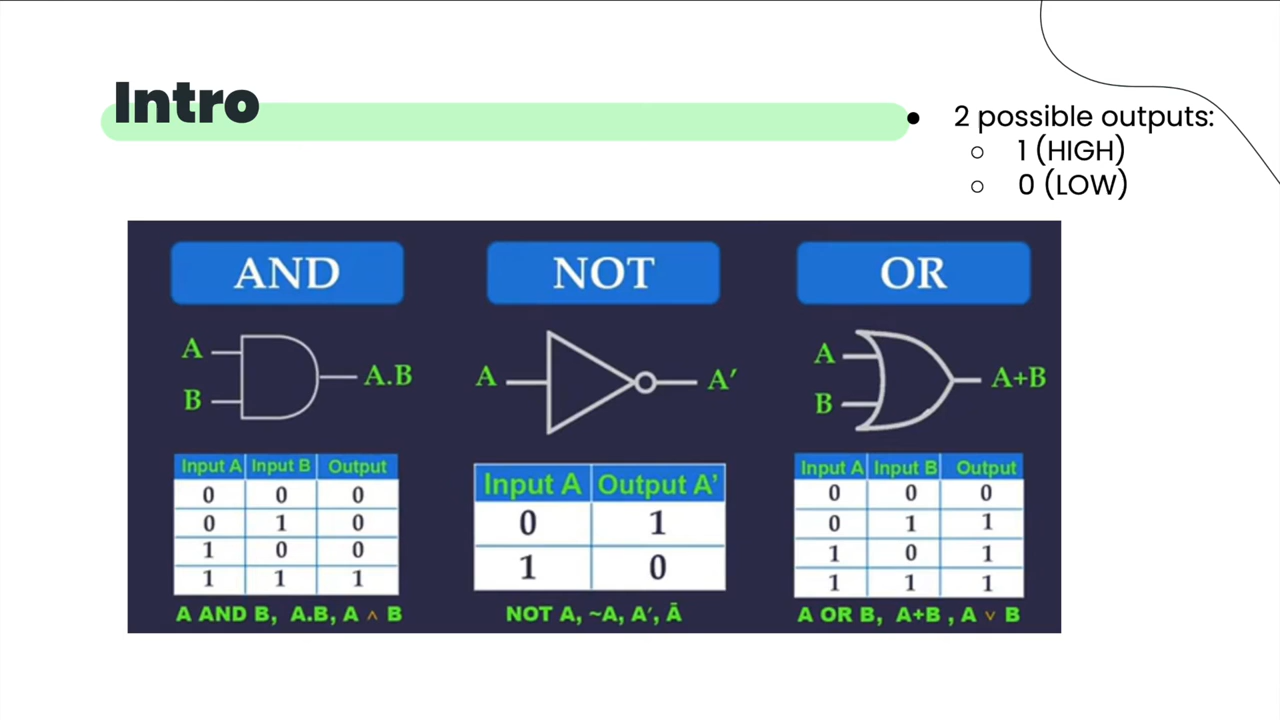 Intro
● 2 possible outputs:
○ 1 (HIGH)
○ 0 (LOW)
AND
A
B
A.B
Input A Input B Output
0 0 0
0 1 0
1 0 0
1 1 1
A AND B, A.B, A ∧ B
NOT
A
A′
Input A Output A’
0 1
1 0
NOT A, ~A, A′, Ā
OR
A
B
A+B
Input A Input B Output
0 0 0
0 1 1
1 0 1
1 1 1
A OR B, A+B , A ∨ B